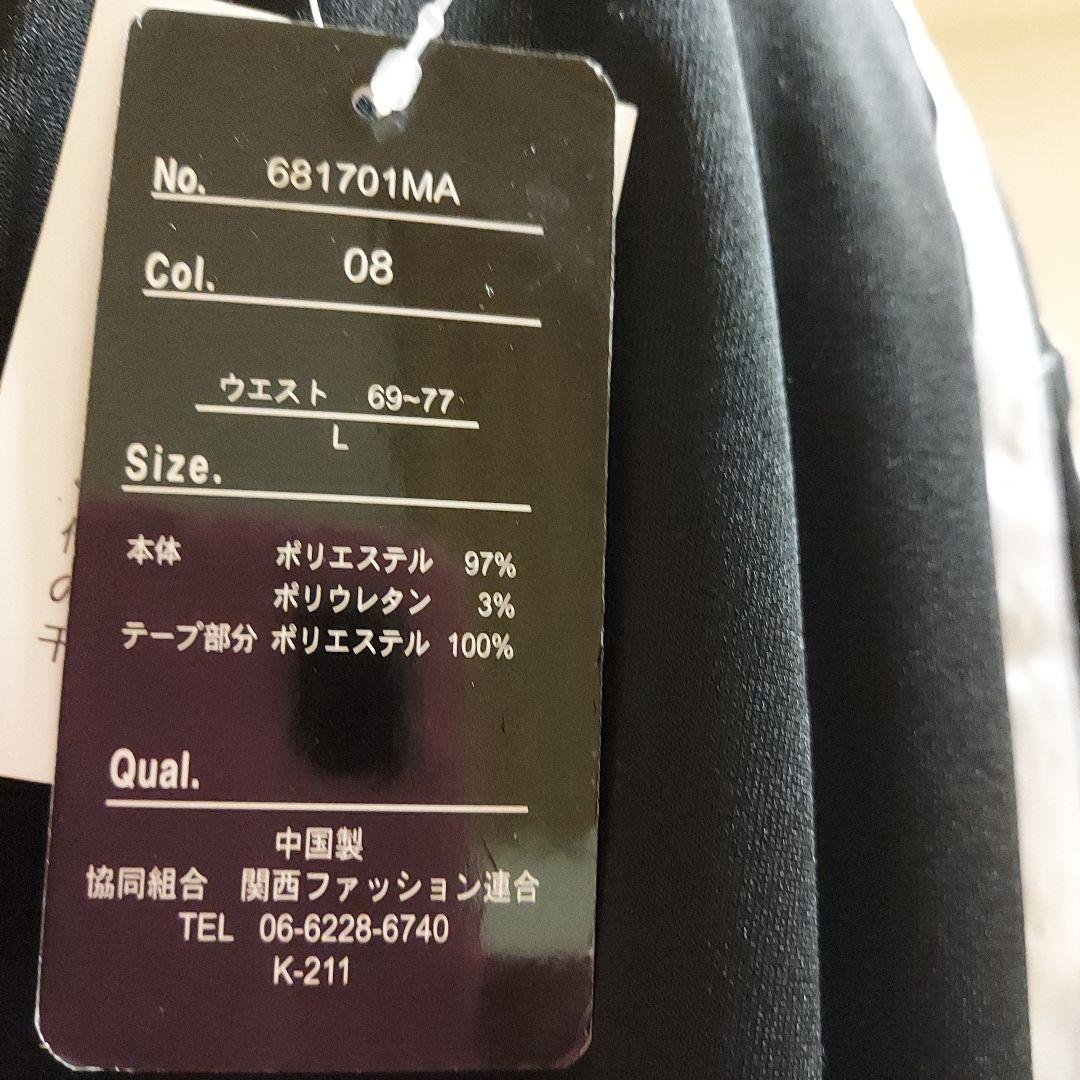 No. 681701MA
Col. 08
ウエスト 69~77
L
Size.
本体 ポリエステル 97%
ポリウレタン 3%
テープ部分 ポリエステル 100%
Qual.
中国製
協同組合 関西ファッション連合
TEL 06-6228-6740
K-211
の